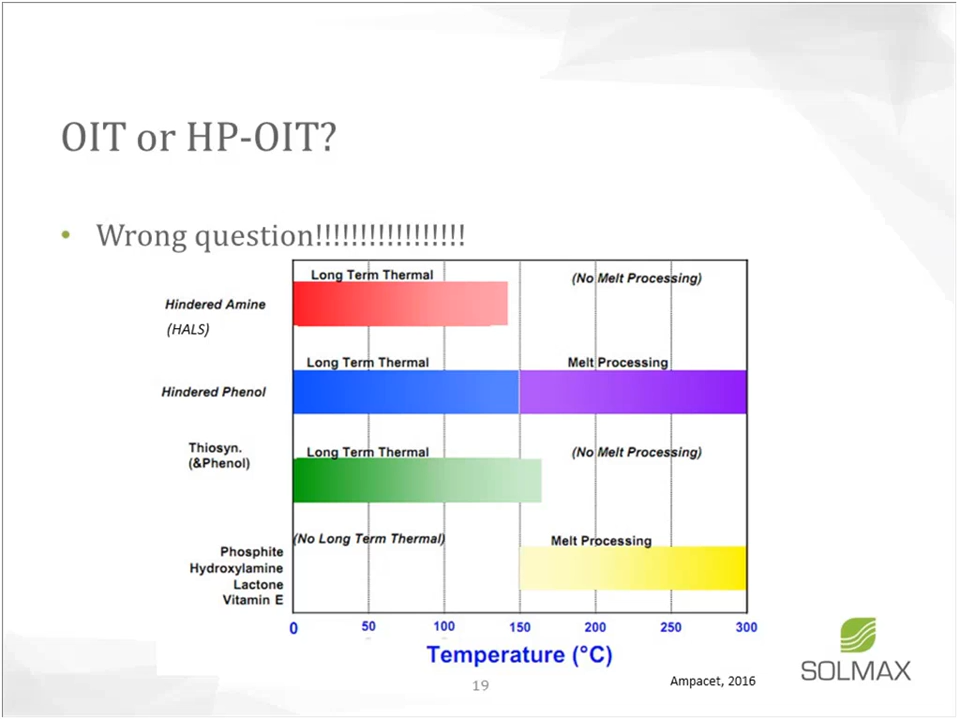 OIT or HP-OIT?
• Wrong question!!!!!!!!!!!!!!!!!
Long Term Thermal
(No Melt Processing)
Hindered Amine
(HALS)
Long Term Thermal
Melt Processing
Hindered Phenol
Thiosyn.
(&Phenol)
Long Term Thermal
(No Melt Processing)
(No Long Term Thermal)
Melt Processing
Phosphite
Hydroxylamine
Lactone
Vitamin E
0 50 100 150 200 250 300
Temperature (°C)
19
Ampacet, 2016
SOLMAX